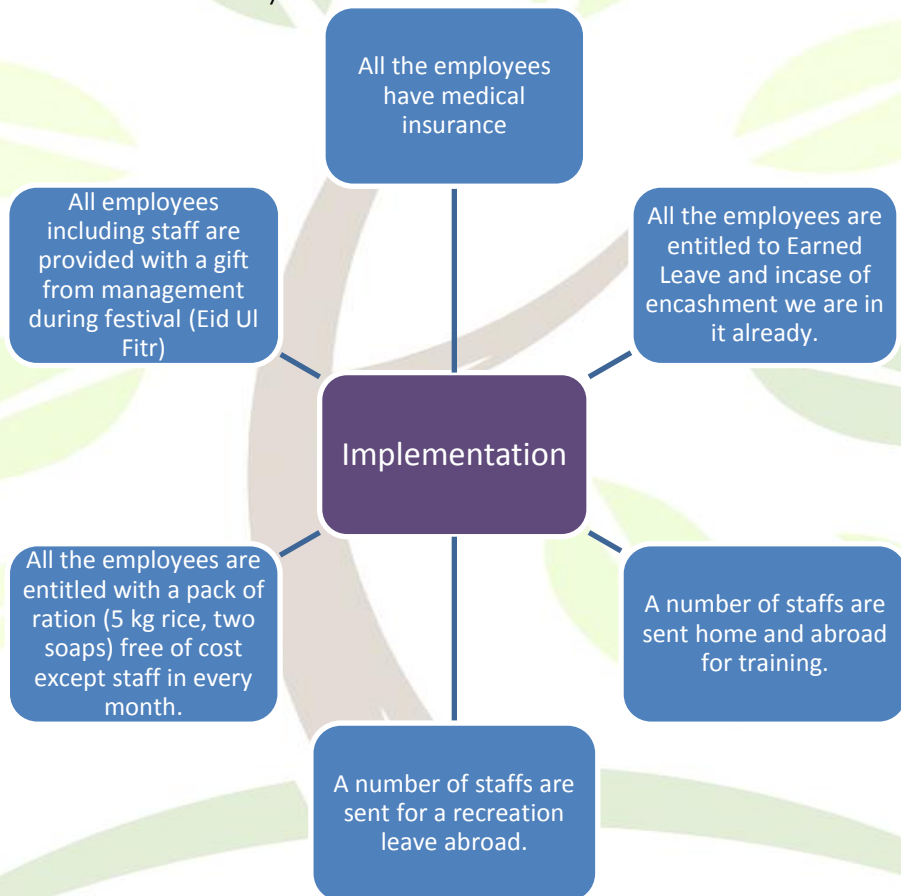 All the employees
have medical
insurance
All employees
including staff are
provided with a gift
from management
during festival (Eid Ul
Fitr)
All the employees are
entitled to Earned
Leave and incase of
encashment we are in
it already.
Implementation
All the employees are
entitled with a pack of
ration (5 kg rice, two
soaps) free of cost
except staff in every
month.
A number of staffs are
sent home and abroad
for training.
A number of staffs are
sent for a recreation
leave abroad.